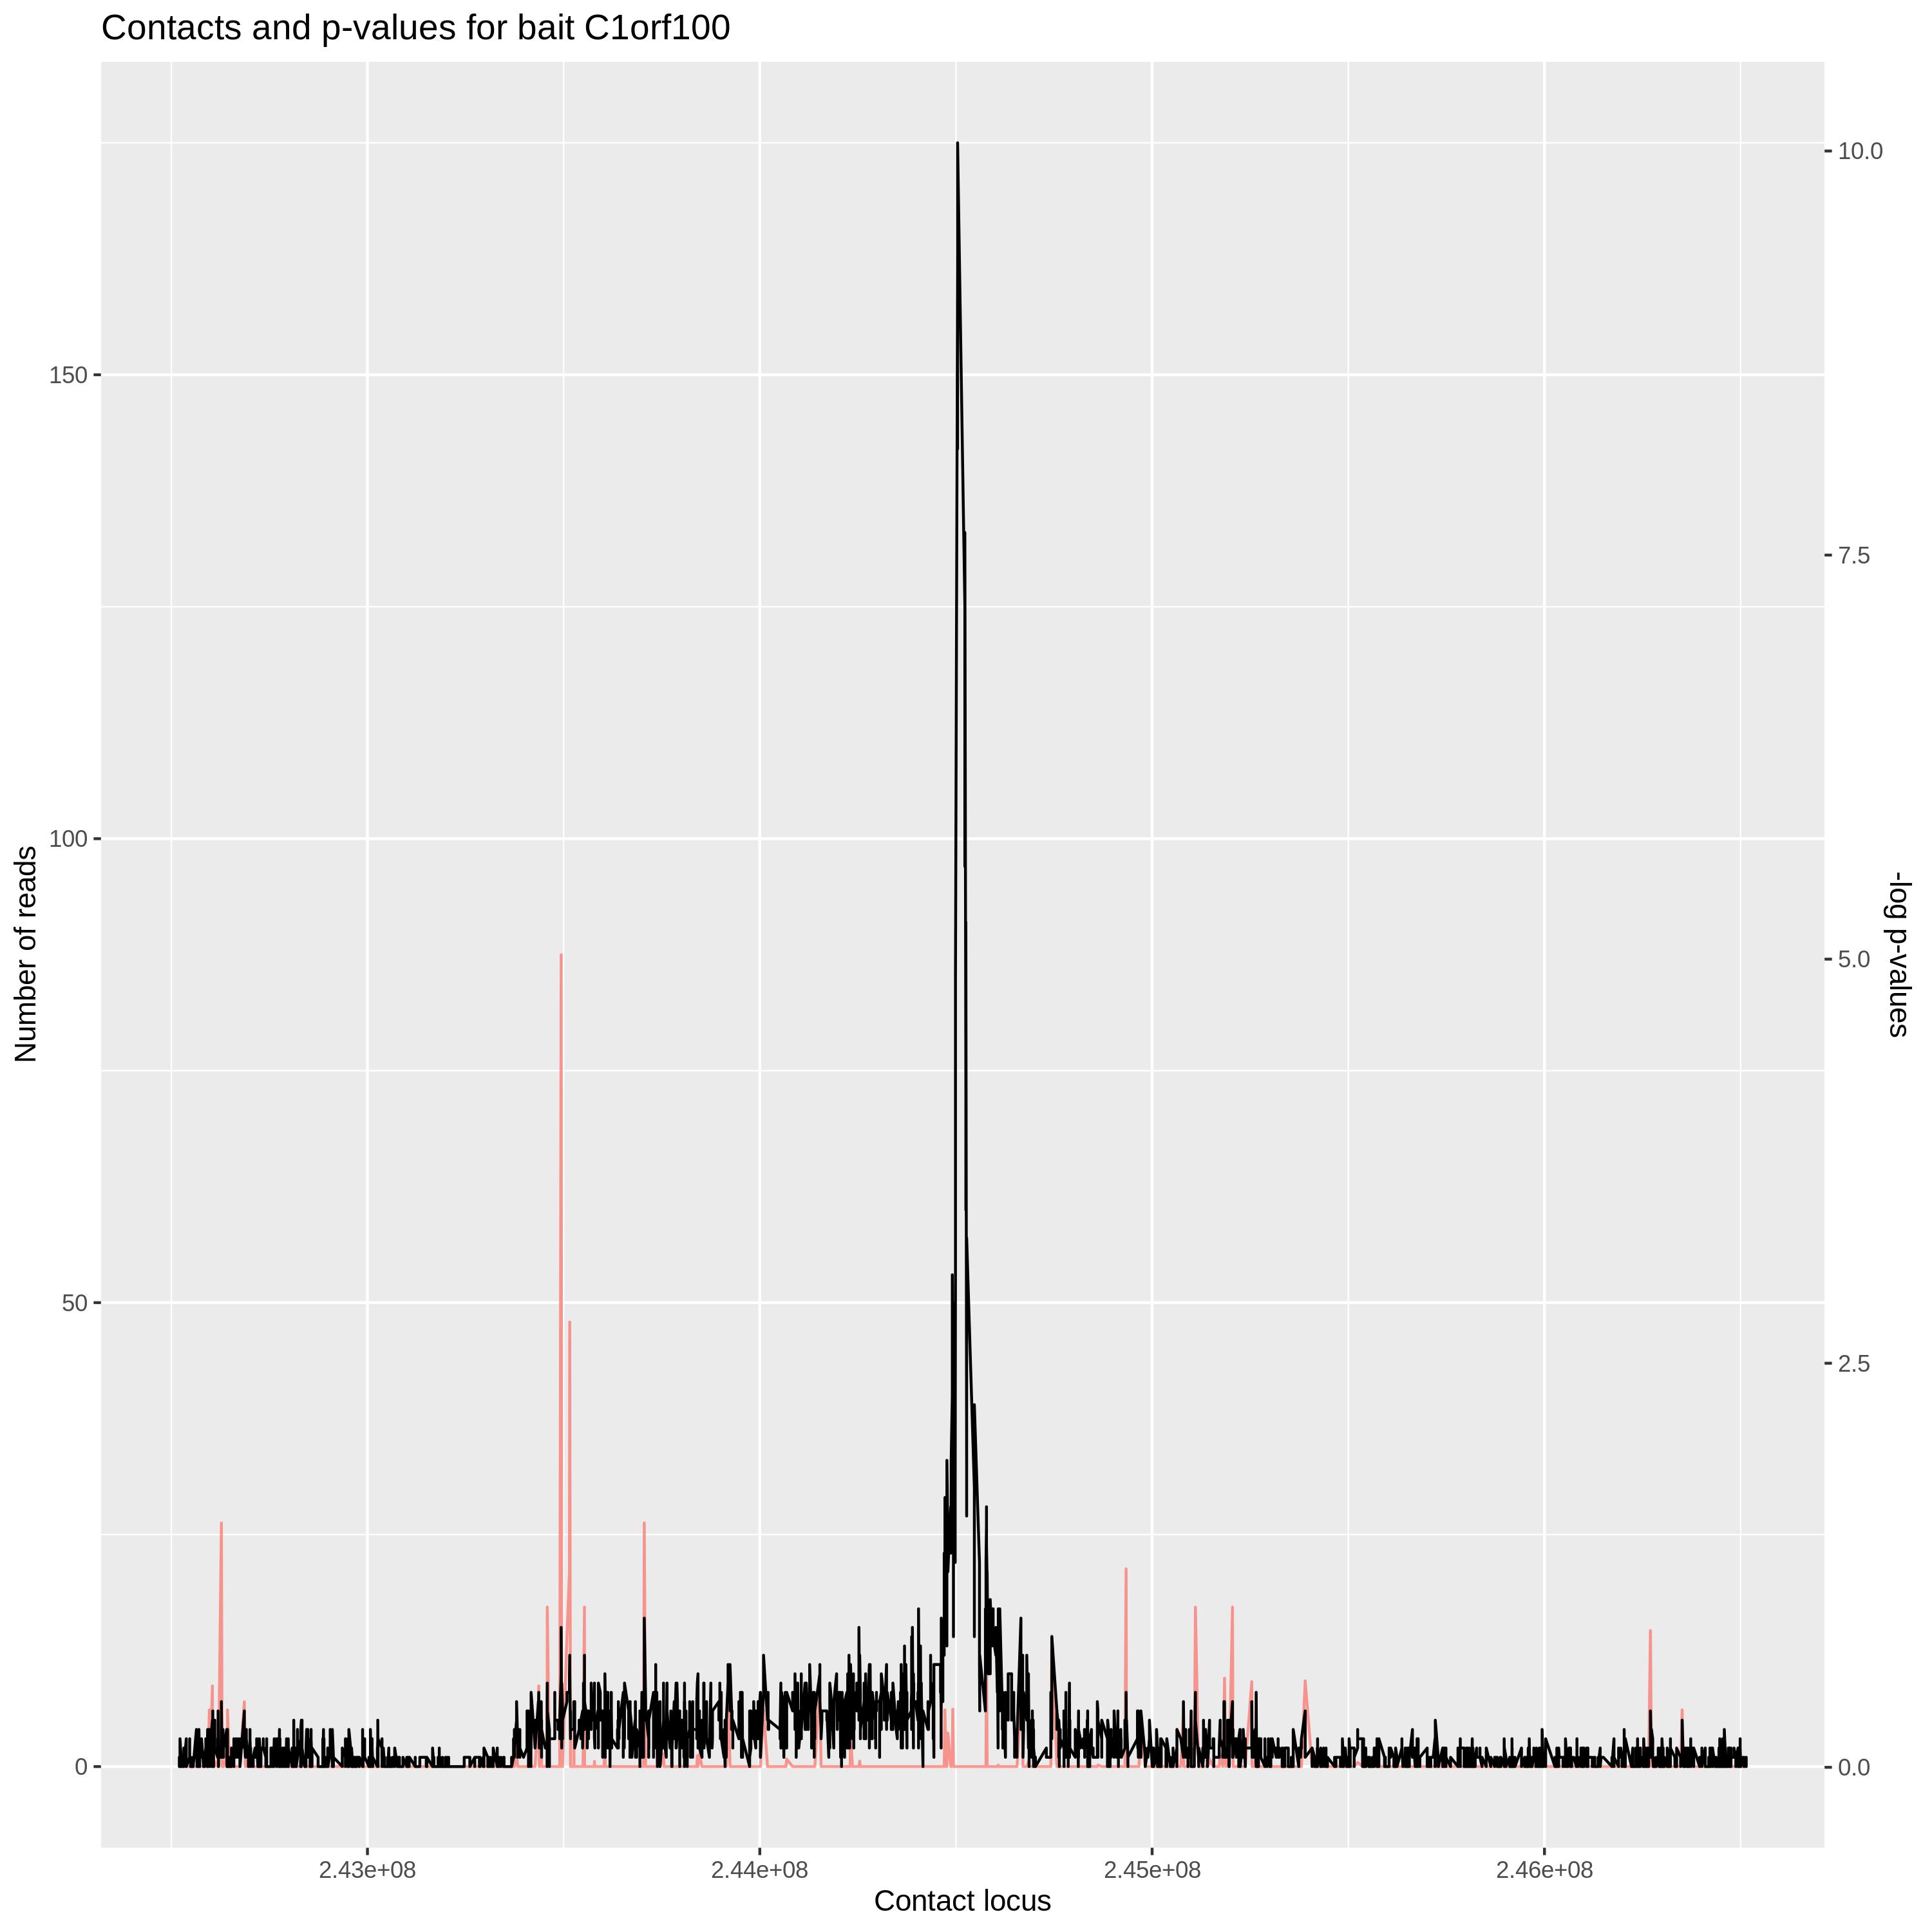 Contacts and p-values for bait C1orf100
150
100
50
0
Number of reads
10.0
7.5
5.0
2.5
0.0
-log p-values
2.43e+08
2.44e+08
2.45e+08
2.46e+08
Contact locus